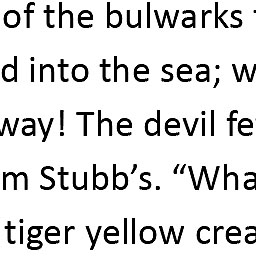 of the bulwarks
d into the sea; w
way! The devil fe
m Stubb’s. “Wha
tiger yellow crea